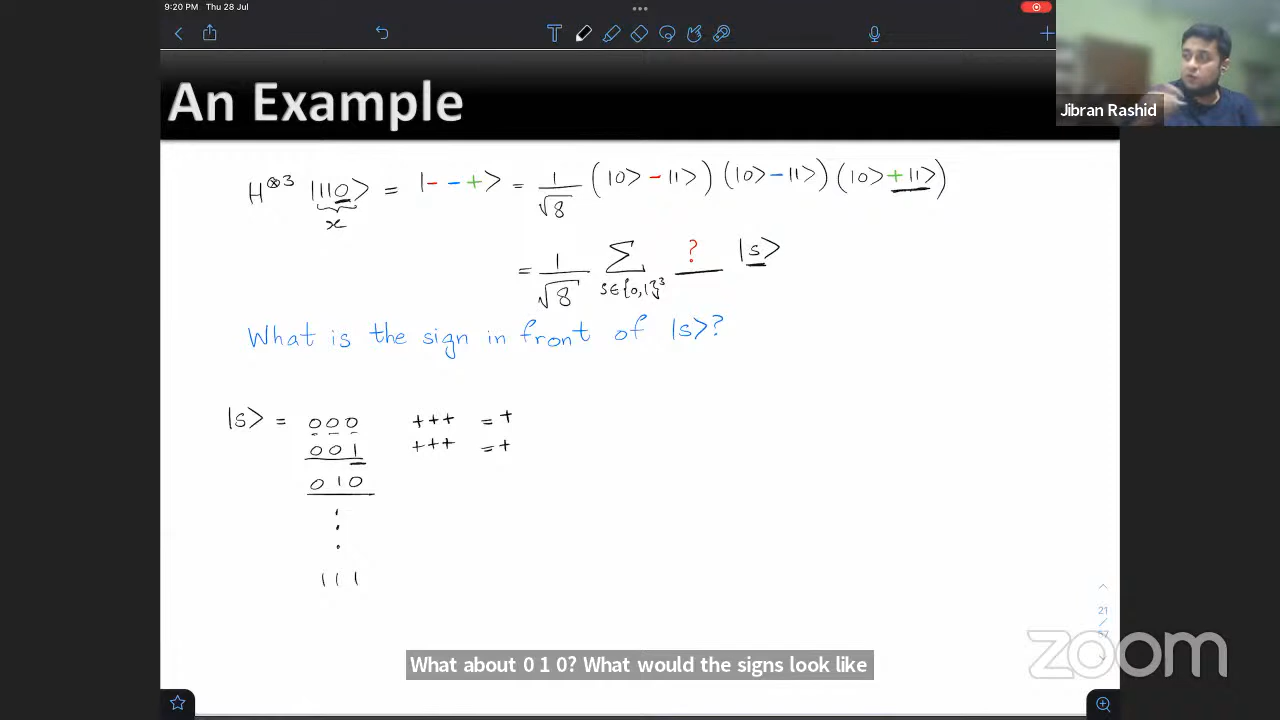 9:20 PM Thu 28 Jul
An Example
Jibran Rashid
H⊗3 |110> = |- - +> = 1/√8 (|0> - |1>) (|0> - |1>) (|0> + |1>)
x
= 1/√8 Σ s∈{0,1}³ ? |s>
What is the sign in front of |s>?
|s> = 000 +++ = +
001 +++ = +
010
⋮
111
21
/
zoom
What about 0 1 0? What would the signs look like